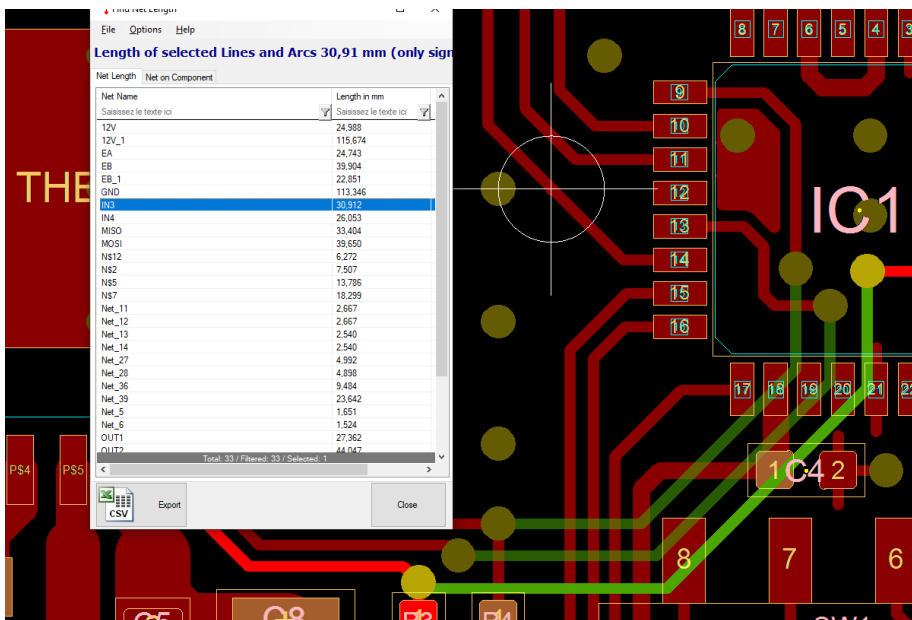 Find Net Length
File Options Help
Length of selected Lines and Arcs 30,91 mm (only sign
Net Length Net on Component
Net Name Length in mm
Saisissez le texte ici Saisissez le texte ici
12V 24,988
12V_1 115,674
EA 24,743
EB 39,904
EB_1 22,851
GND 113,346
IN3 30,912
IN4 26,053
MISO 33,404
MOSI 39,650
N$12 6,272
N$2 7,507
N$5 13,786
N$7 18,299
Net_11 2,667
Net_12 2,667
Net_13 2,540
Net_14 2,540
Net_27 4,992
Net_28 4,898
Net_36 9,484
Net_39 23,642
Net_5 1,651
Net_6 1,524
OUT1 27,362
OUT2 44,047
Total: 33 / Filtered: 33 / Selected: 1
CSV Export Close
THE
8 7 6 5 4 3
9
10
11
12
13
14
15
16
IC1
17 18 19 20 21 22
P$4 P$5
1 C4 2
8 7 6
C8